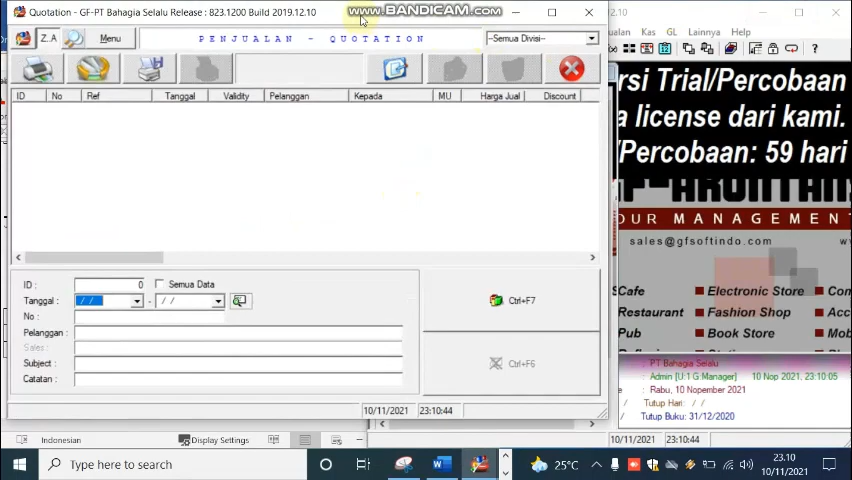 Quotation - GF-PT Bahagia Selalu Release : 823.1200 Build 2019.12.10
www.BANDICAM.com
2.10
Z.A
Menu
PENJUALAN - QUOTATION
--Semua Divisi--
Kas
GL
ID No Ref Tanggal Validity Pelanggan Kepada MU Harga Jual Discount
rsi Trial/Percobaan
a license dari kami.
/Percobaan: 59 hari
GF-AKUNTAN
OUR MANAGEMENT
sales@gfsoftindo.com
Cafe
Electronic Store
Restaurant
Fashion Shop
Pub
Book Store
ID : 0 Semua Data
Tanggal : / / - / /
No :
Pelanggan :
Sales :
Subject :
Catatan :
Ctrl+F7
Ctrl+F6
: PT Bahagia Selalu
: Admin [U:1 G:Manager] 10 Nop 2021, 23:10:05
: Rabu, 10 Nopember 2021
: Tutup Hari: / /
: Tutup Buku: 31/12/2020
10/11/2021 23:10:44
10/11/2021 23:10:44
Indonesian
Display Settings
Type here to search
25°C
23.10
10/11/2021